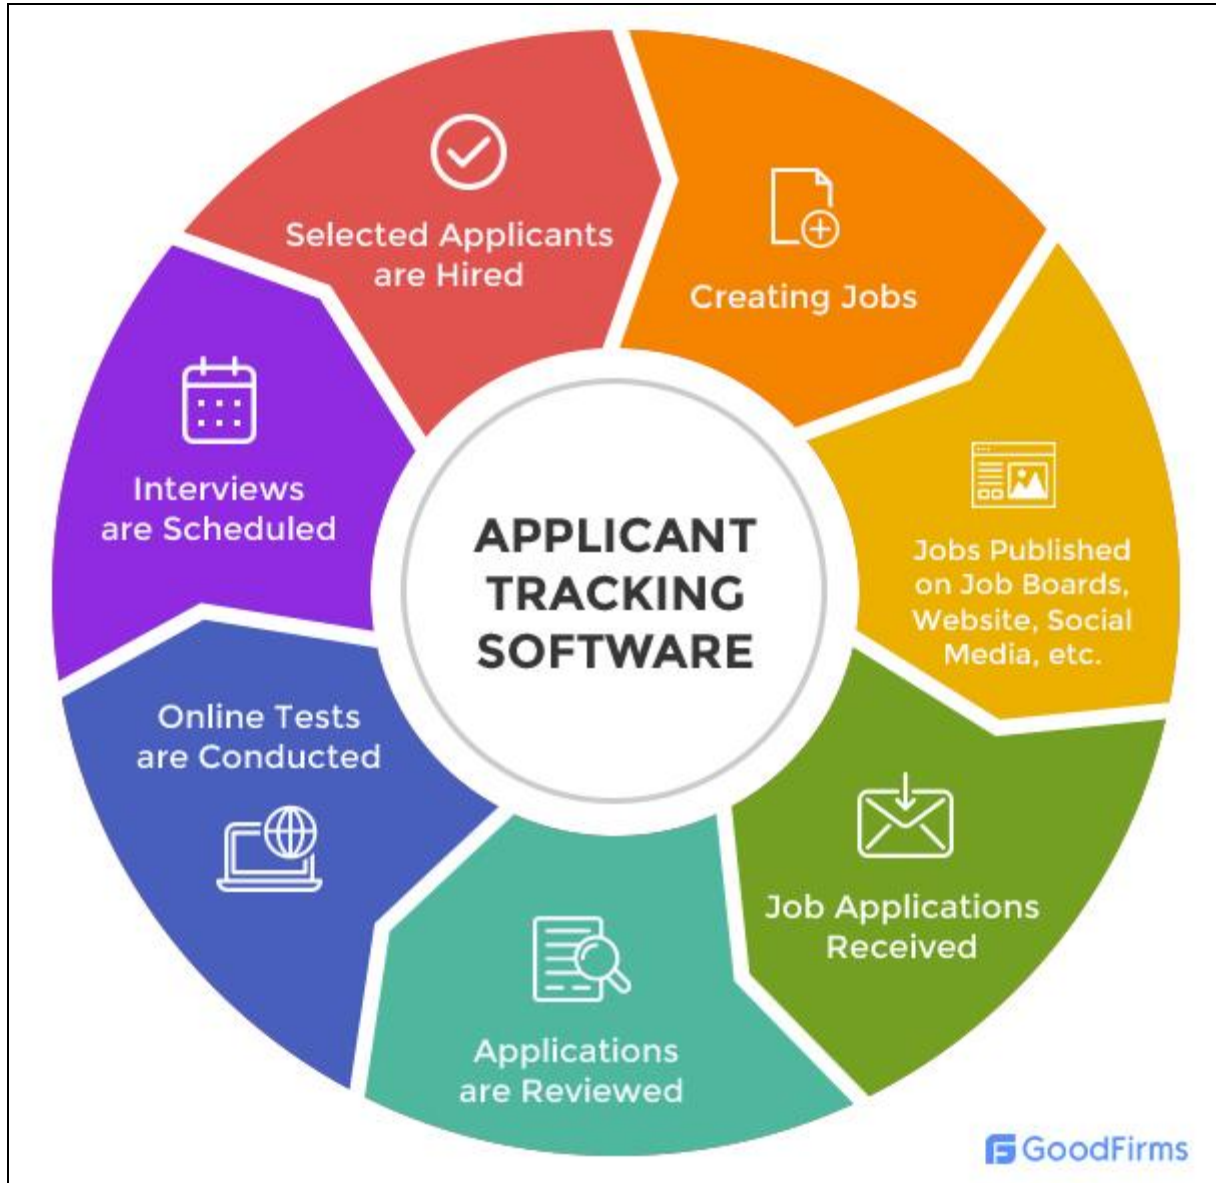 Selected Applicants
are Hired
Creating Jobs
Jobs Published
on Job Boards,
Website, Social
Media, etc.
Job Applications
Received
Applications
are Reviewed
Online Tests
are Conducted
Interviews
are Scheduled
APPLICANT
TRACKING
SOFTWARE
GoodFirms